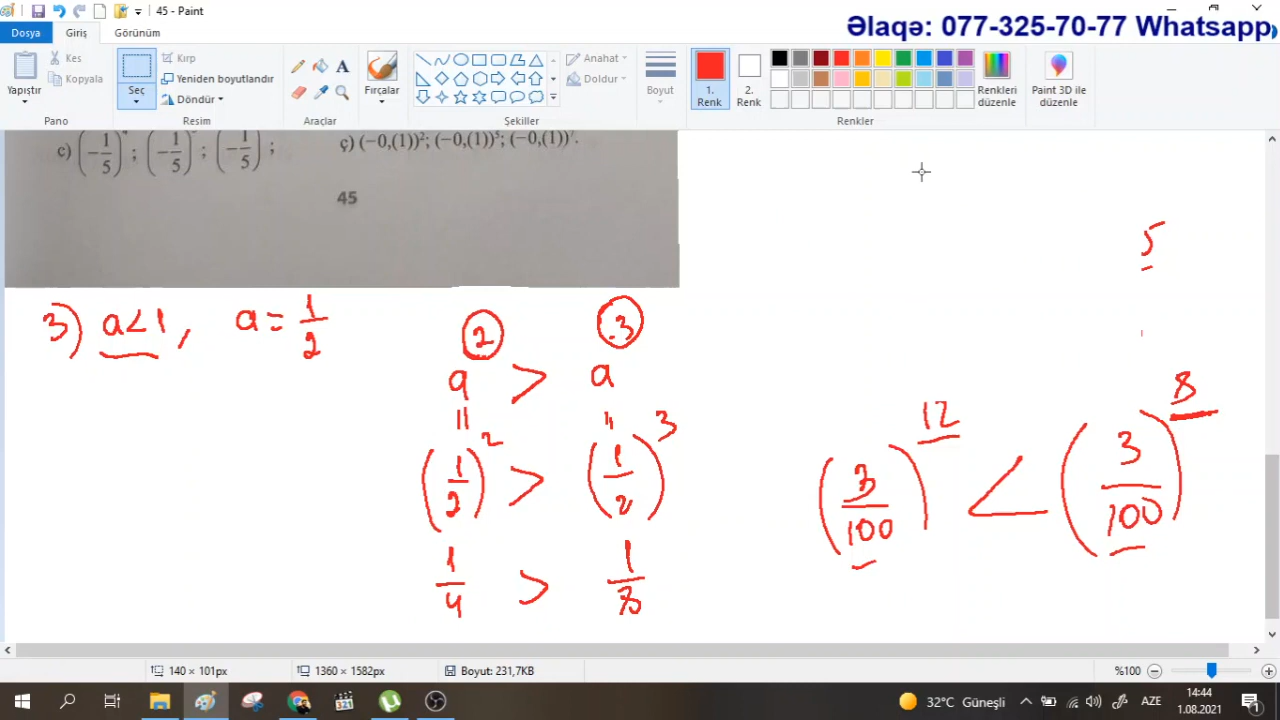 45 - Paint
Əlaqə: 077-325-70-77 Whatsapp
Dosya Giriş Görünüm
Yapıştır
Kes
Kopyala
Pano
Seç
Kırp
Yeniden boyutlandır
Döndür
Resim
A
Araçlar
Fırçalar
Anahat
Doldur
Şekiller
Boyut
1. Renk
2. Renk
Renkleri düzenle
Paint 3D ile düzenle
Renkler
c) (-1/5)⁴; (-1/5) ; (-1/5) ;
ç) (−0,(1))²; (−0,(1))⁵; (−0,(1))⁷.
45
5
3) a<1, a=1/2
a² > a³
(1/2)² > (1/2)³
1/4 > 1/8
(3/100)¹² < (3/100)⁸
140 × 101px 1360 × 1582px Boyut: 231,7KB %100
32°C Güneşli AZE 14:44
1.08.2021